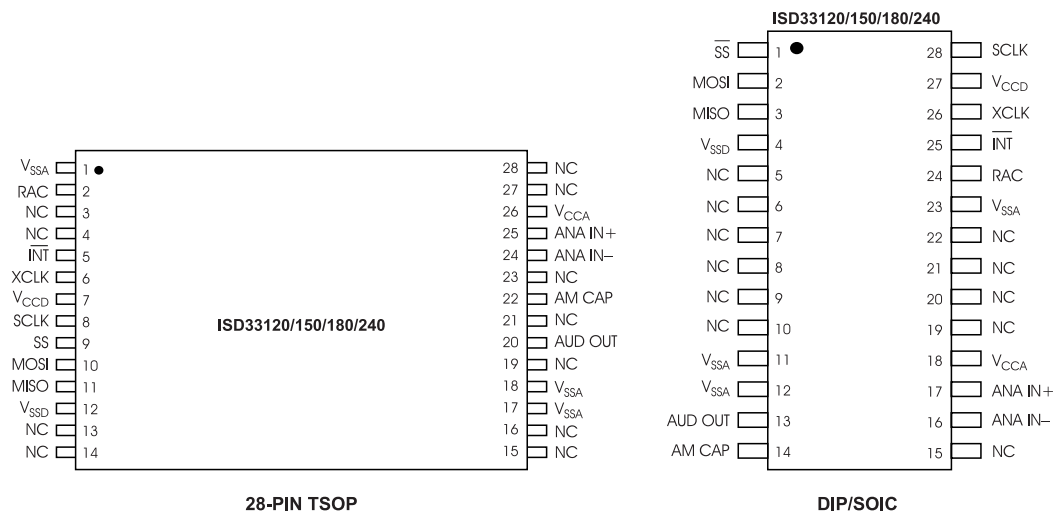 ISD33120/150/180/240
VSSA 1 28 NC
RAC 2 27 NC
NC 3 26 VCCA
NC 4 25 ANA IN+
INT 5 24 ANA IN–
XCLK 6 23 NC
VCCD 7 22 AM CAP
SCLK 8 21 NC
ISD33120/150/180/240
SS 9 20 AUD OUT
MOSI 10 19 NC
MISO 11 18 VSSA
VSSD 12 17 VSSA
NC 13 16 NC
NC 14 15 NC
28-PIN TSOP
SS 1 28 SCLK
MOSI 2 27 VCCD
MISO 3 26 XCLK
VSSD 4 25 INT
NC 5 24 RAC
NC 6 23 VSSA
NC 7 22 NC
NC 8 21 NC
NC 9 20 NC
NC 10 19 NC
VSSA 11 18 VCCA
VSSA 12 17 ANA IN+
AUD OUT 13 16 ANA IN–
AM CAP 14 15 NC
DIP/SOIC